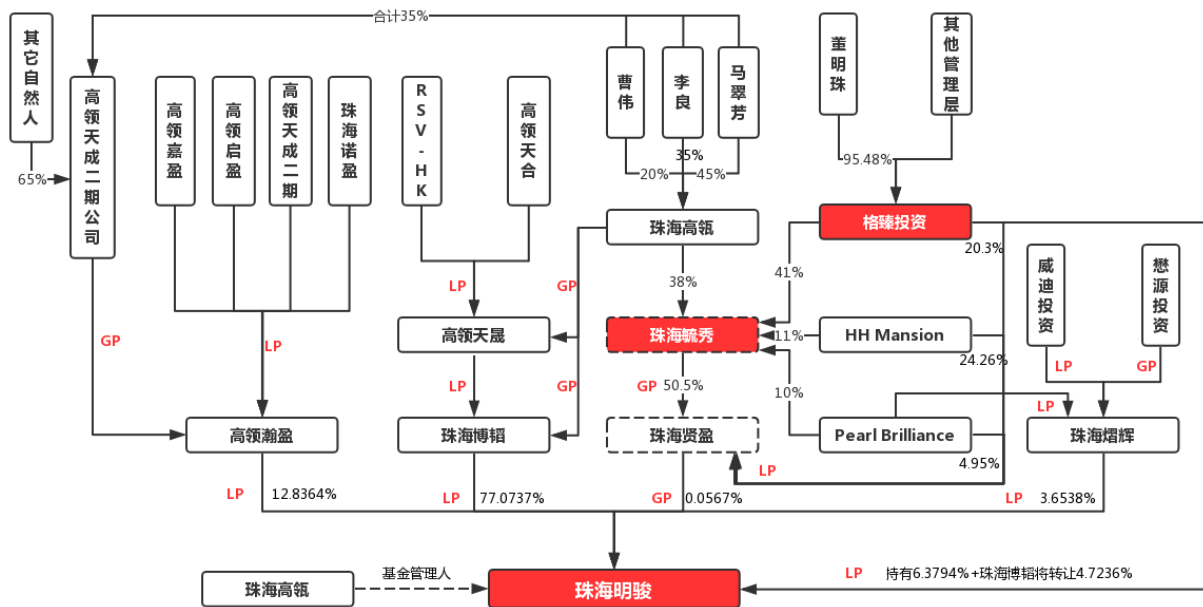 合计35%
其它自然人
高领天成二期公司
高领嘉盈
高领启盈
高领天成二期
珠海诺盈
RSV-HK
高领天合
曹伟
李良
马翠芳
董明珠
其他管理层
65%
35%
20%
45%
95.48%
珠海高瓴
格臻投资
20.3%
威迪投资
懋源投资
LP
GP
38%
41%
GP
高领天晟
珠海毓秀
11%
HH Mansion
24.26%
LP
LP
GP
GP
50.5%
10%
LP
GP
LP
高领瀚盈
珠海博韬
珠海贤盈
Pearl Brilliance
珠海熠辉
4.95%
LP
LP
12.8364%
LP
77.0737%
GP
0.0567%
LP
3.6538%
珠海高瓴
基金管理人
珠海明骏
LP
持有6.3794%+珠海博韬将转让4.7236%